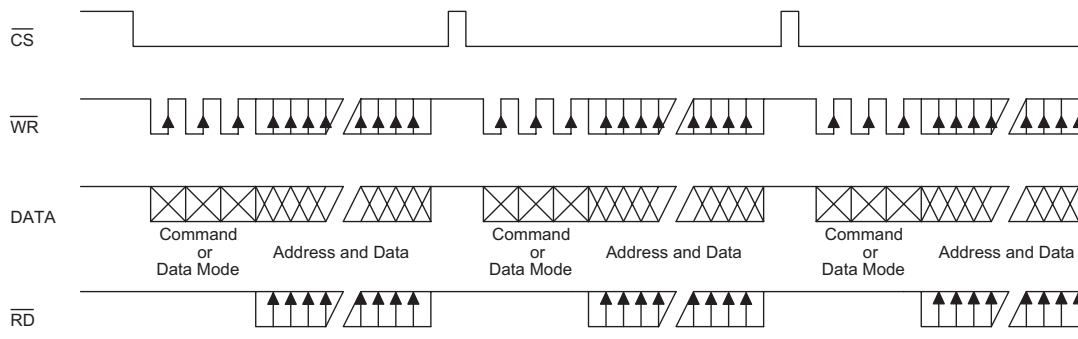 CS
WR
DATA
Command
or
Data Mode
Address and Data
Command
or
Data Mode
Address and Data
Command
or
Data Mode
Address and Data
RD